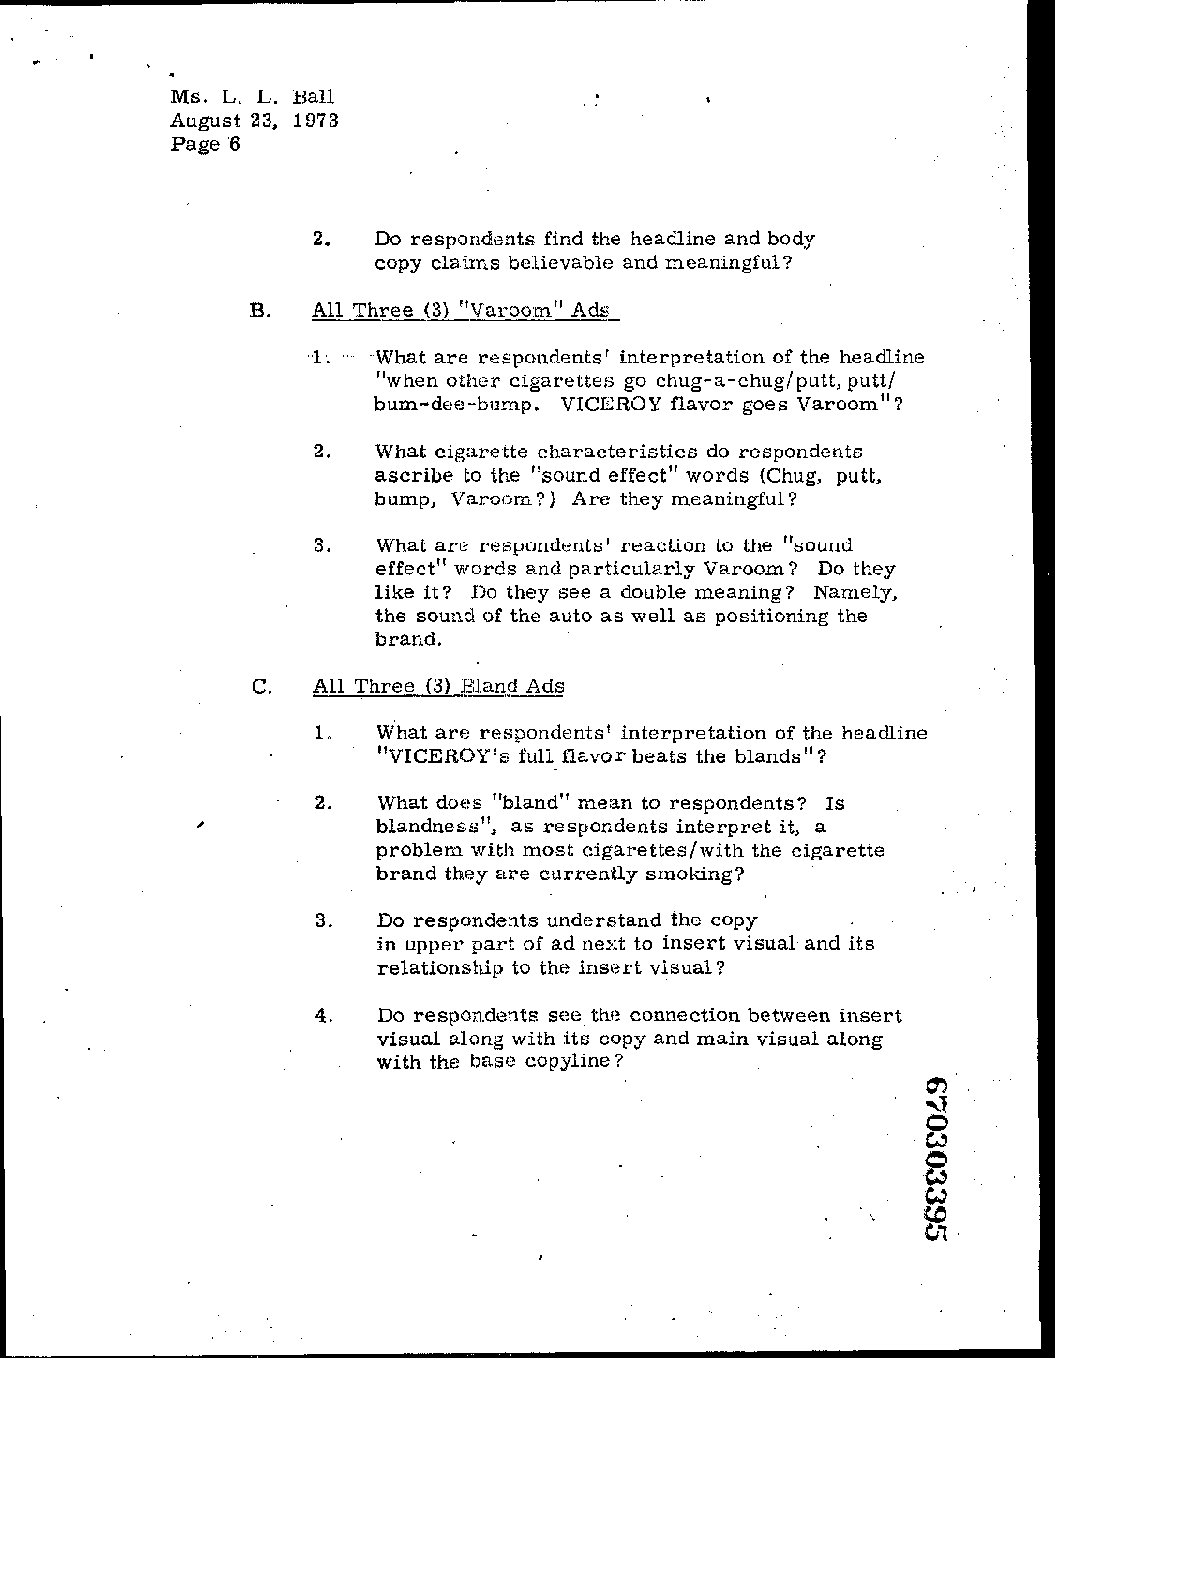 Ms. L. L. Ball
August 23, 1973
Page 6
2. Do respondents find the headline and body
copy claims believable and meaningful?
B. All Three (3) "Varoom" Ads
1. What are respondents' interpretation of the headline
"when other cigarettes go chug-a-chug/putt, putt/
bum-dee-bump. VICEROY flavor goes Varoom"?
2. What cigarette characteristics do respondents
ascribe to the "sound effect" words (Chug, putt,
bump, Varoom?) Are they meaningful?
3. What are respondents' reaction to the "sound
effect" words and particularly Varoom? Do they
like it? Do they see a double meaning? Namely,
the sound of the auto as well as positioning the
brand.
C. All Three (3) Bland Ads
1. What are respondents' interpretation of the headline
"VICEROY's full flavor beats the blands"?
2. What does "bland" mean to respondents? Is
blandness", as respondents interpret it, a
problem with most cigarettes/with the cigarette
brand they are currently smoking?
3. Do respondents understand the copy
in upper part of ad next to insert visual and its
relationship to the insert visual?
4. Do respondents see the connection between insert
visual along with its copy and main visual along
with the base copyline?
670303395